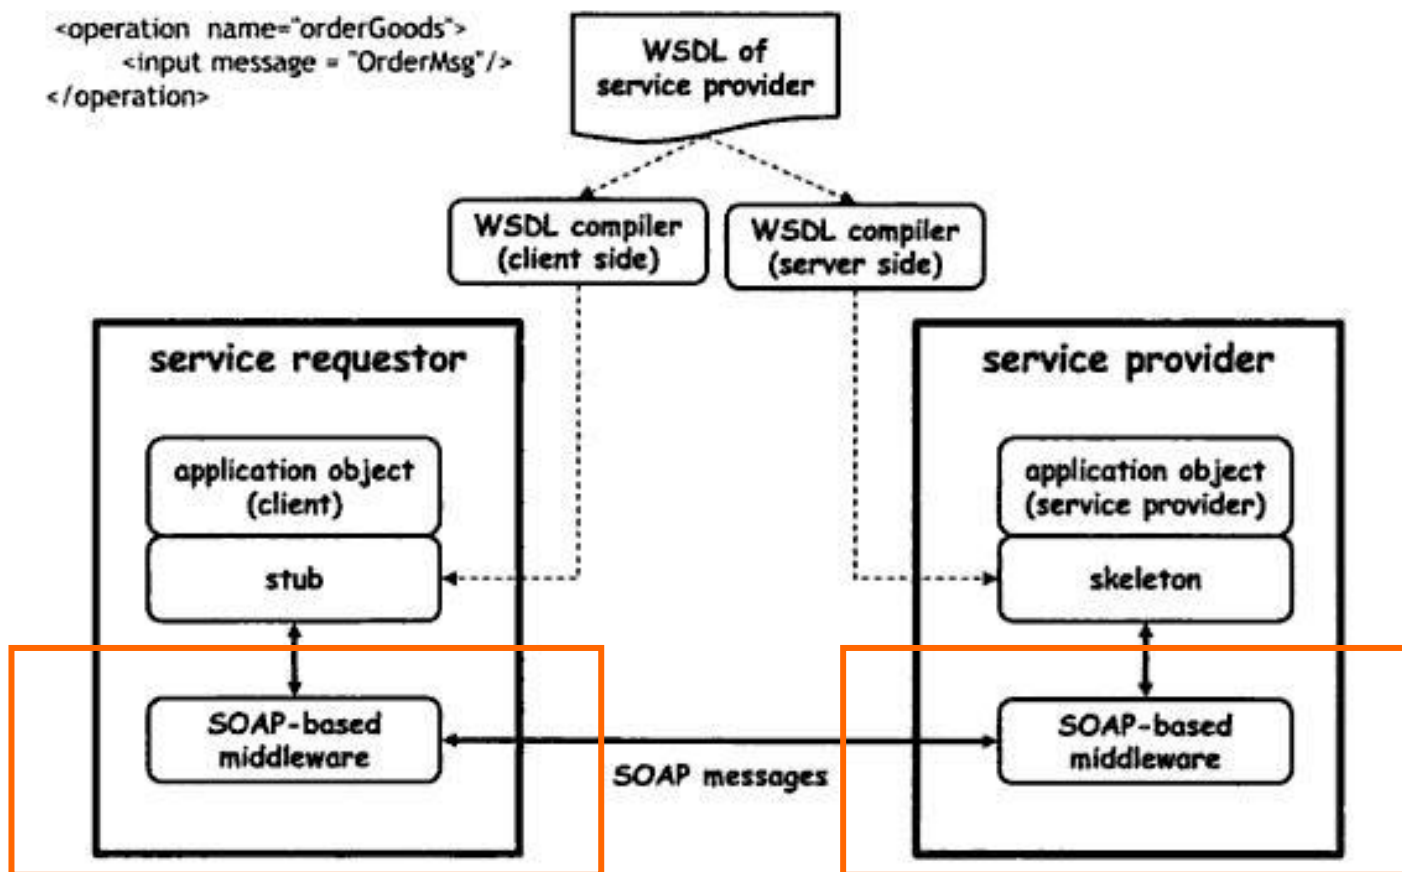 <operation name="orderGoods">
<input message = "OrderMsg"/>
</operation>
WSDL of
service provider
WSDL compiler
(client side)
WSDL compiler
(server side)
service requestor
application object
(client)
stub
SOAP-based
middleware
SOAP messages
service provider
application object
(service provider)
skeleton
SOAP-based
middleware